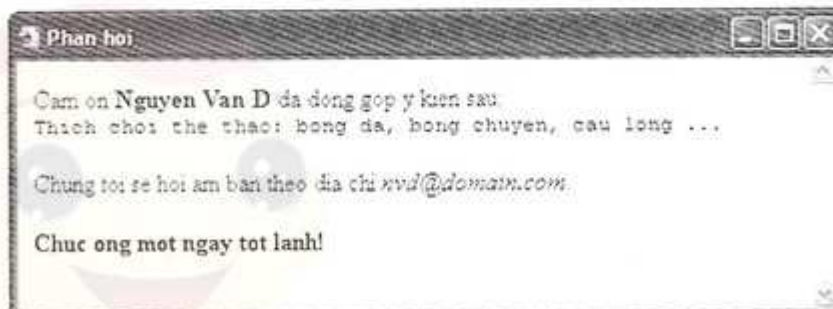 Phan hoi
Cam on Nguyen Van D da dong gop y kien sau
Thich choi the thao: bong da, bong chuyen, cau long ...
Chung toi se hoi am ban theo dia chi nvd@domain.com
Chuc ong mot ngay tot lanh!